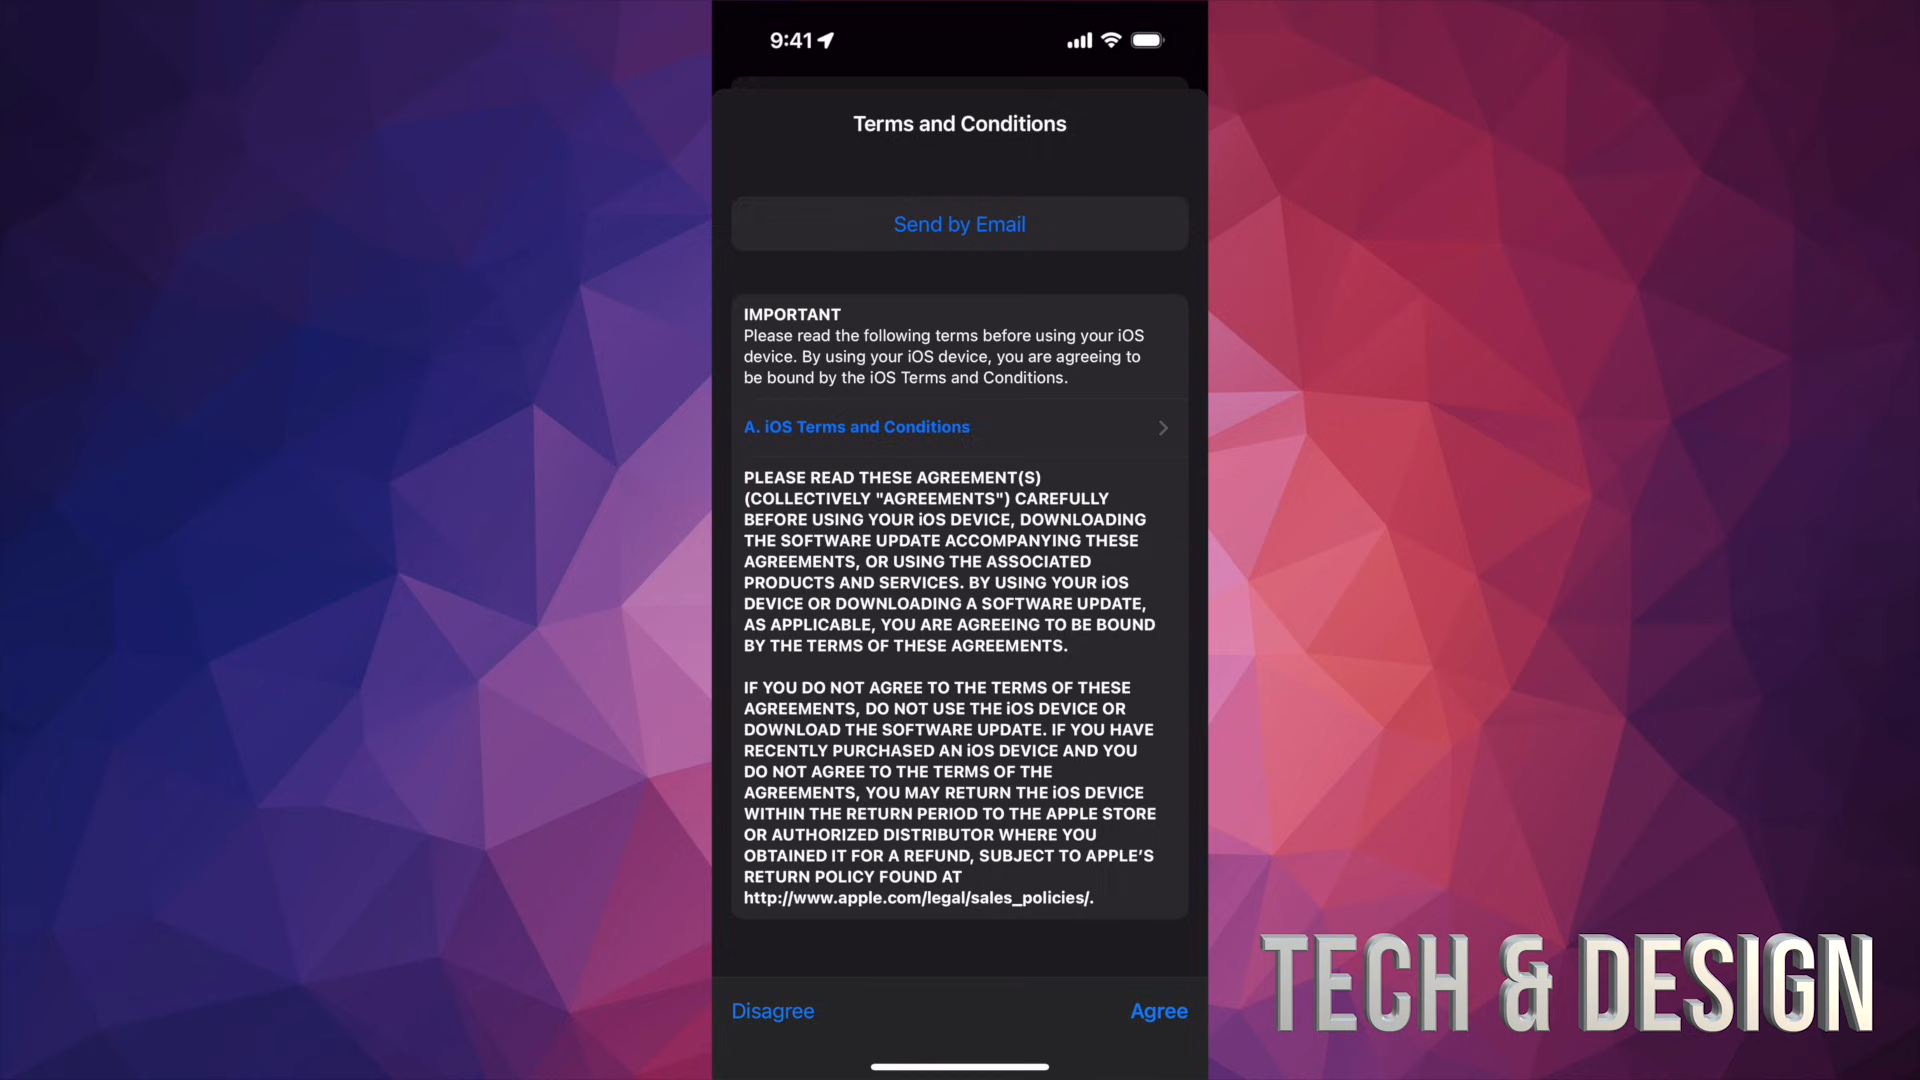 9:41
Terms and Conditions
Send by Email
IMPORTANT
Please read the following terms before using your iOS
device. By using your iOS device, you are agreeing to
be bound by the iOS Terms and Conditions.
A. iOS Terms and Conditions
PLEASE READ THESE AGREEMENT(S)
(COLLECTIVELY "AGREEMENTS") CAREFULLY
BEFORE USING YOUR iOS DEVICE, DOWNLOADING
THE SOFTWARE UPDATE ACCOMPANYING THESE
AGREEMENTS, OR USING THE ASSOCIATED
PRODUCTS AND SERVICES. BY USING YOUR iOS
DEVICE OR DOWNLOADING A SOFTWARE UPDATE,
AS APPLICABLE, YOU ARE AGREEING TO BE BOUND
BY THE TERMS OF THESE AGREEMENTS.
IF YOU DO NOT AGREE TO THE TERMS OF THESE
AGREEMENTS, DO NOT USE THE iOS DEVICE OR
DOWNLOAD THE SOFTWARE UPDATE. IF YOU HAVE
RECENTLY PURCHASED AN iOS DEVICE AND YOU
DO NOT AGREE TO THE TERMS OF THE
AGREEMENTS, YOU MAY RETURN THE iOS DEVICE
WITHIN THE RETURN PERIOD TO THE APPLE STORE
OR AUTHORIZED DISTRIBUTOR WHERE YOU
OBTAINED IT FOR A REFUND, SUBJECT TO APPLE’S
RETURN POLICY FOUND AT
http://www.apple.com/legal/sales_policies/.
Disagree
Agree
TECH & DESIGN